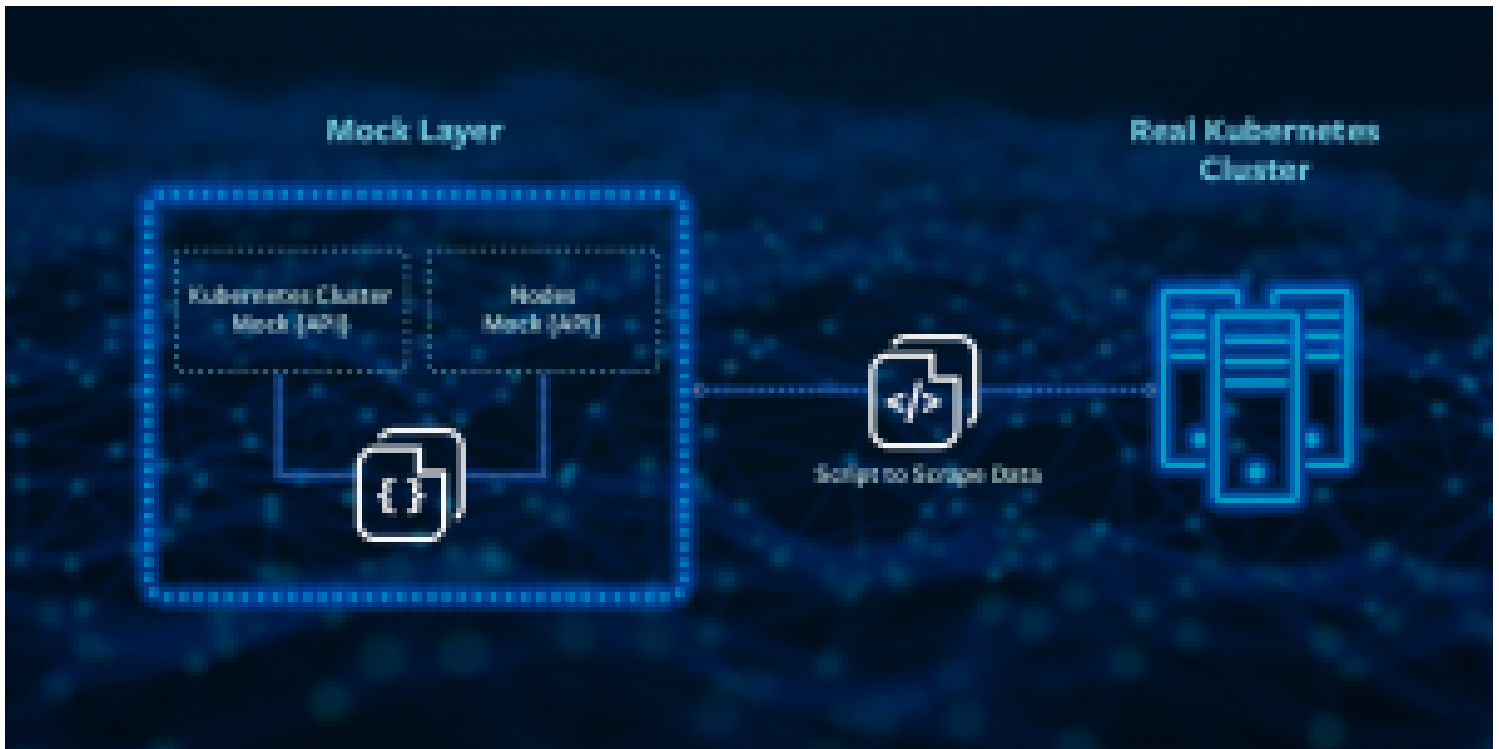 Mock Layer
Real Kubernetes
Cluster
Kubernetes Cluster
Mock (API)
Nodes
Mock (API)
{ }
</>
Script to Scrape Data